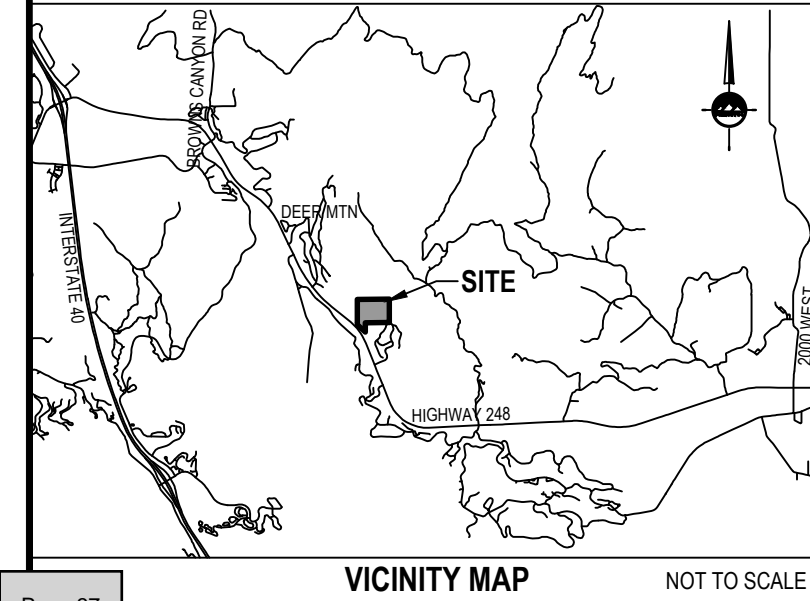 BROWNS CANYON RD
DEER MTN
INTERSTATE 40
SITE
2000 WEST
HIGHWAY 248
VICINITY MAP
NOT TO SCALE